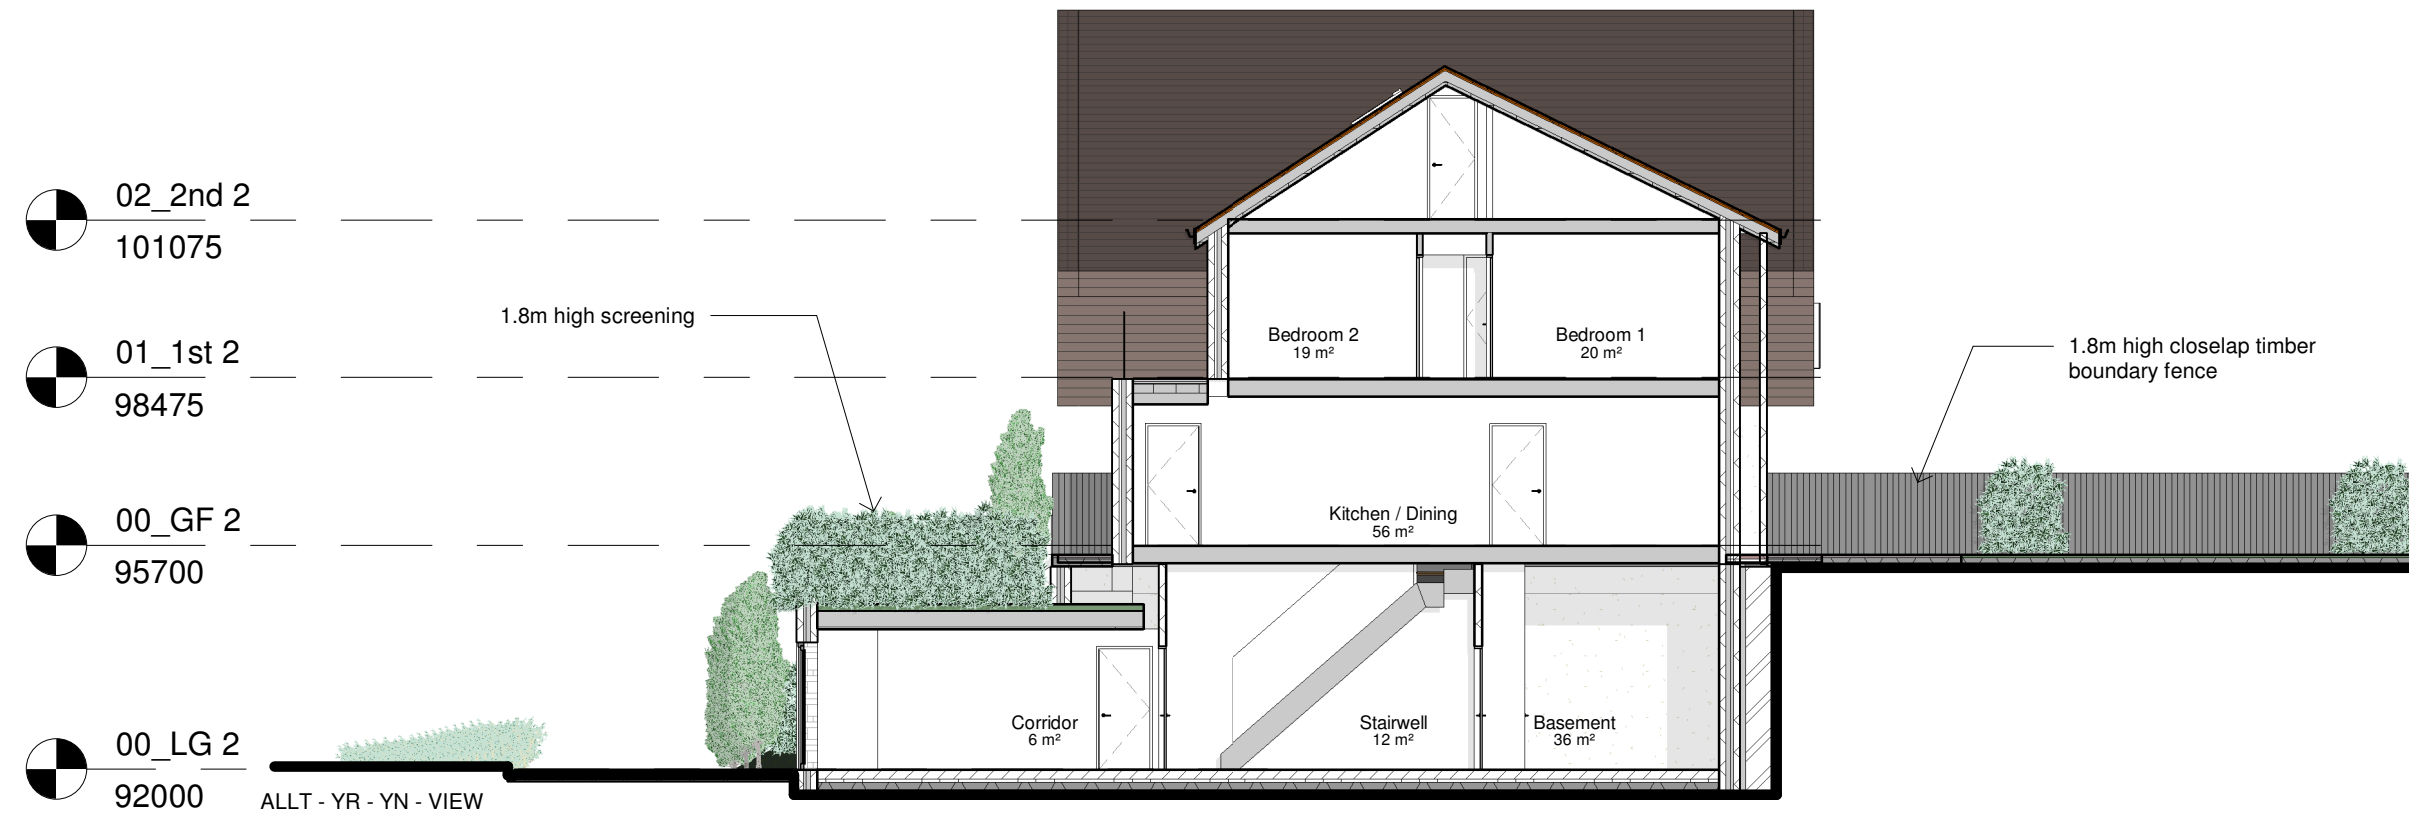 02_2nd 2
101075
1.8m high screening
01_1st 2
98475
Bedroom 2
19 m²
Bedroom 1
20 m²
1.8m high closelap timber
boundary fence
00_GF 2
95700
Kitchen / Dining
56 m²
Corridor
6 m²
Stairwell
12 m²
Basement
36 m²
00_LG 2
92000
ALLT - YR - YN - VIEW